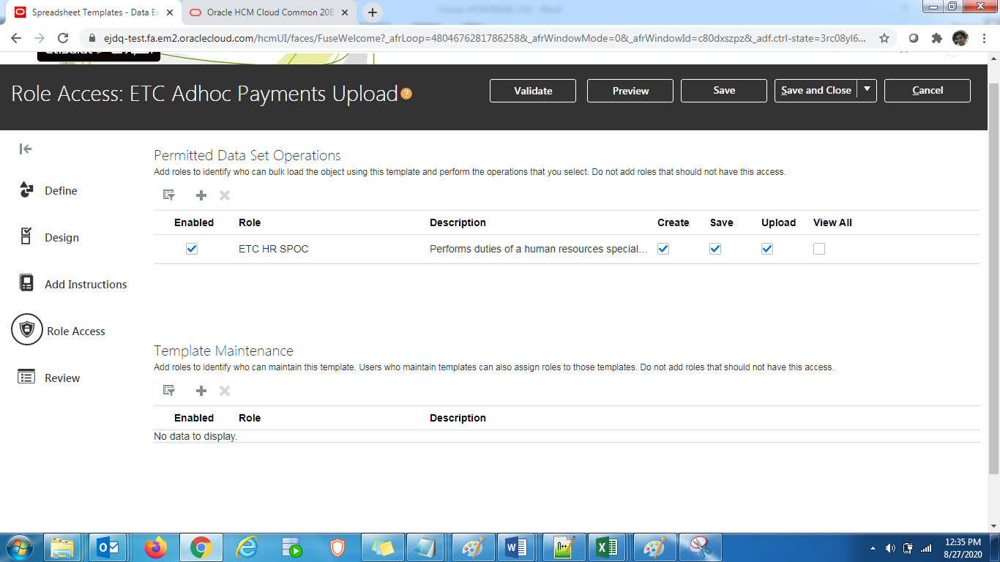 Spreadsheet Templates - Data Ex
Oracle HCM Cloud Common 20B
ejdq-test.fa.em2.oraclecloud.com/hcmUI/faces/FuseWelcome?_afrLoop=4804676281786258&_afrWindowMode=0&_afrWindowId=c80dxszpz&_adf.ctrl-state=3rc08yl6...
Role Access: ETC Adhoc Payments Upload
Validate
Preview
Save
Save and Close
Cancel
Permitted Data Set Operations
Add roles to identify who can bulk load the object using this template and perform the operations that you select. Do not add roles that should not have this access.
Define
Enabled Role Description Create Save Upload View All
Design
ETC HR SPOC Performs duties of a human resources special...
Add Instructions
Role Access
Template Maintenance
Add roles to identify who can maintain this template. Users who maintain templates can also assign roles to those templates. Do not add roles that should not have this access.
Review
Enabled Role Description
No data to display.
12:35 PM
8/27/2020